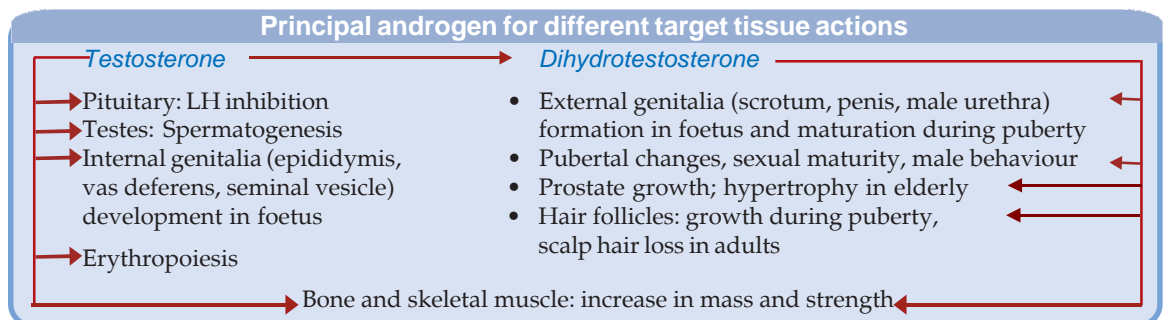 Principal androgen for different target tissue actions
Testosterone
Pituitary: LH inhibition
Testes: Spermatogenesis
Internal genitalia (epididymis,
vas deferens, seminal vesicle)
development in foetus
Erythropoiesis
Dihydrotestosterone
• External genitalia (scrotum, penis, male urethra)
formation in foetus and maturation during puberty
• Pubertal changes, sexual maturity, male behaviour
• Prostate growth; hypertrophy in elderly
• Hair follicles: growth during puberty,
scalp hair loss in adults
Bone and skeletal muscle: increase in mass and strength